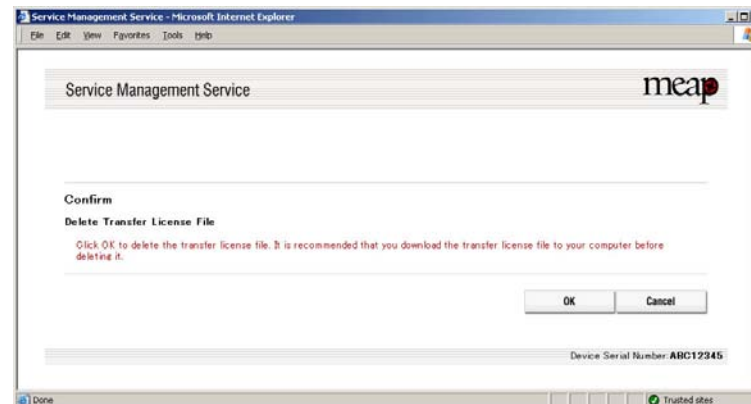 Service Management Service - Microsoft Internet Explorer
File Edit View Favorites Tools Help
Service Management Service
meap
Confirm
Delete Transfer License File
Click OK to delete the transfer license file. It is recommended that you download the transfer license file to your computer before
deleting it.
OK Cancel
Device Serial Number:ABC12345
Done Trusted sites